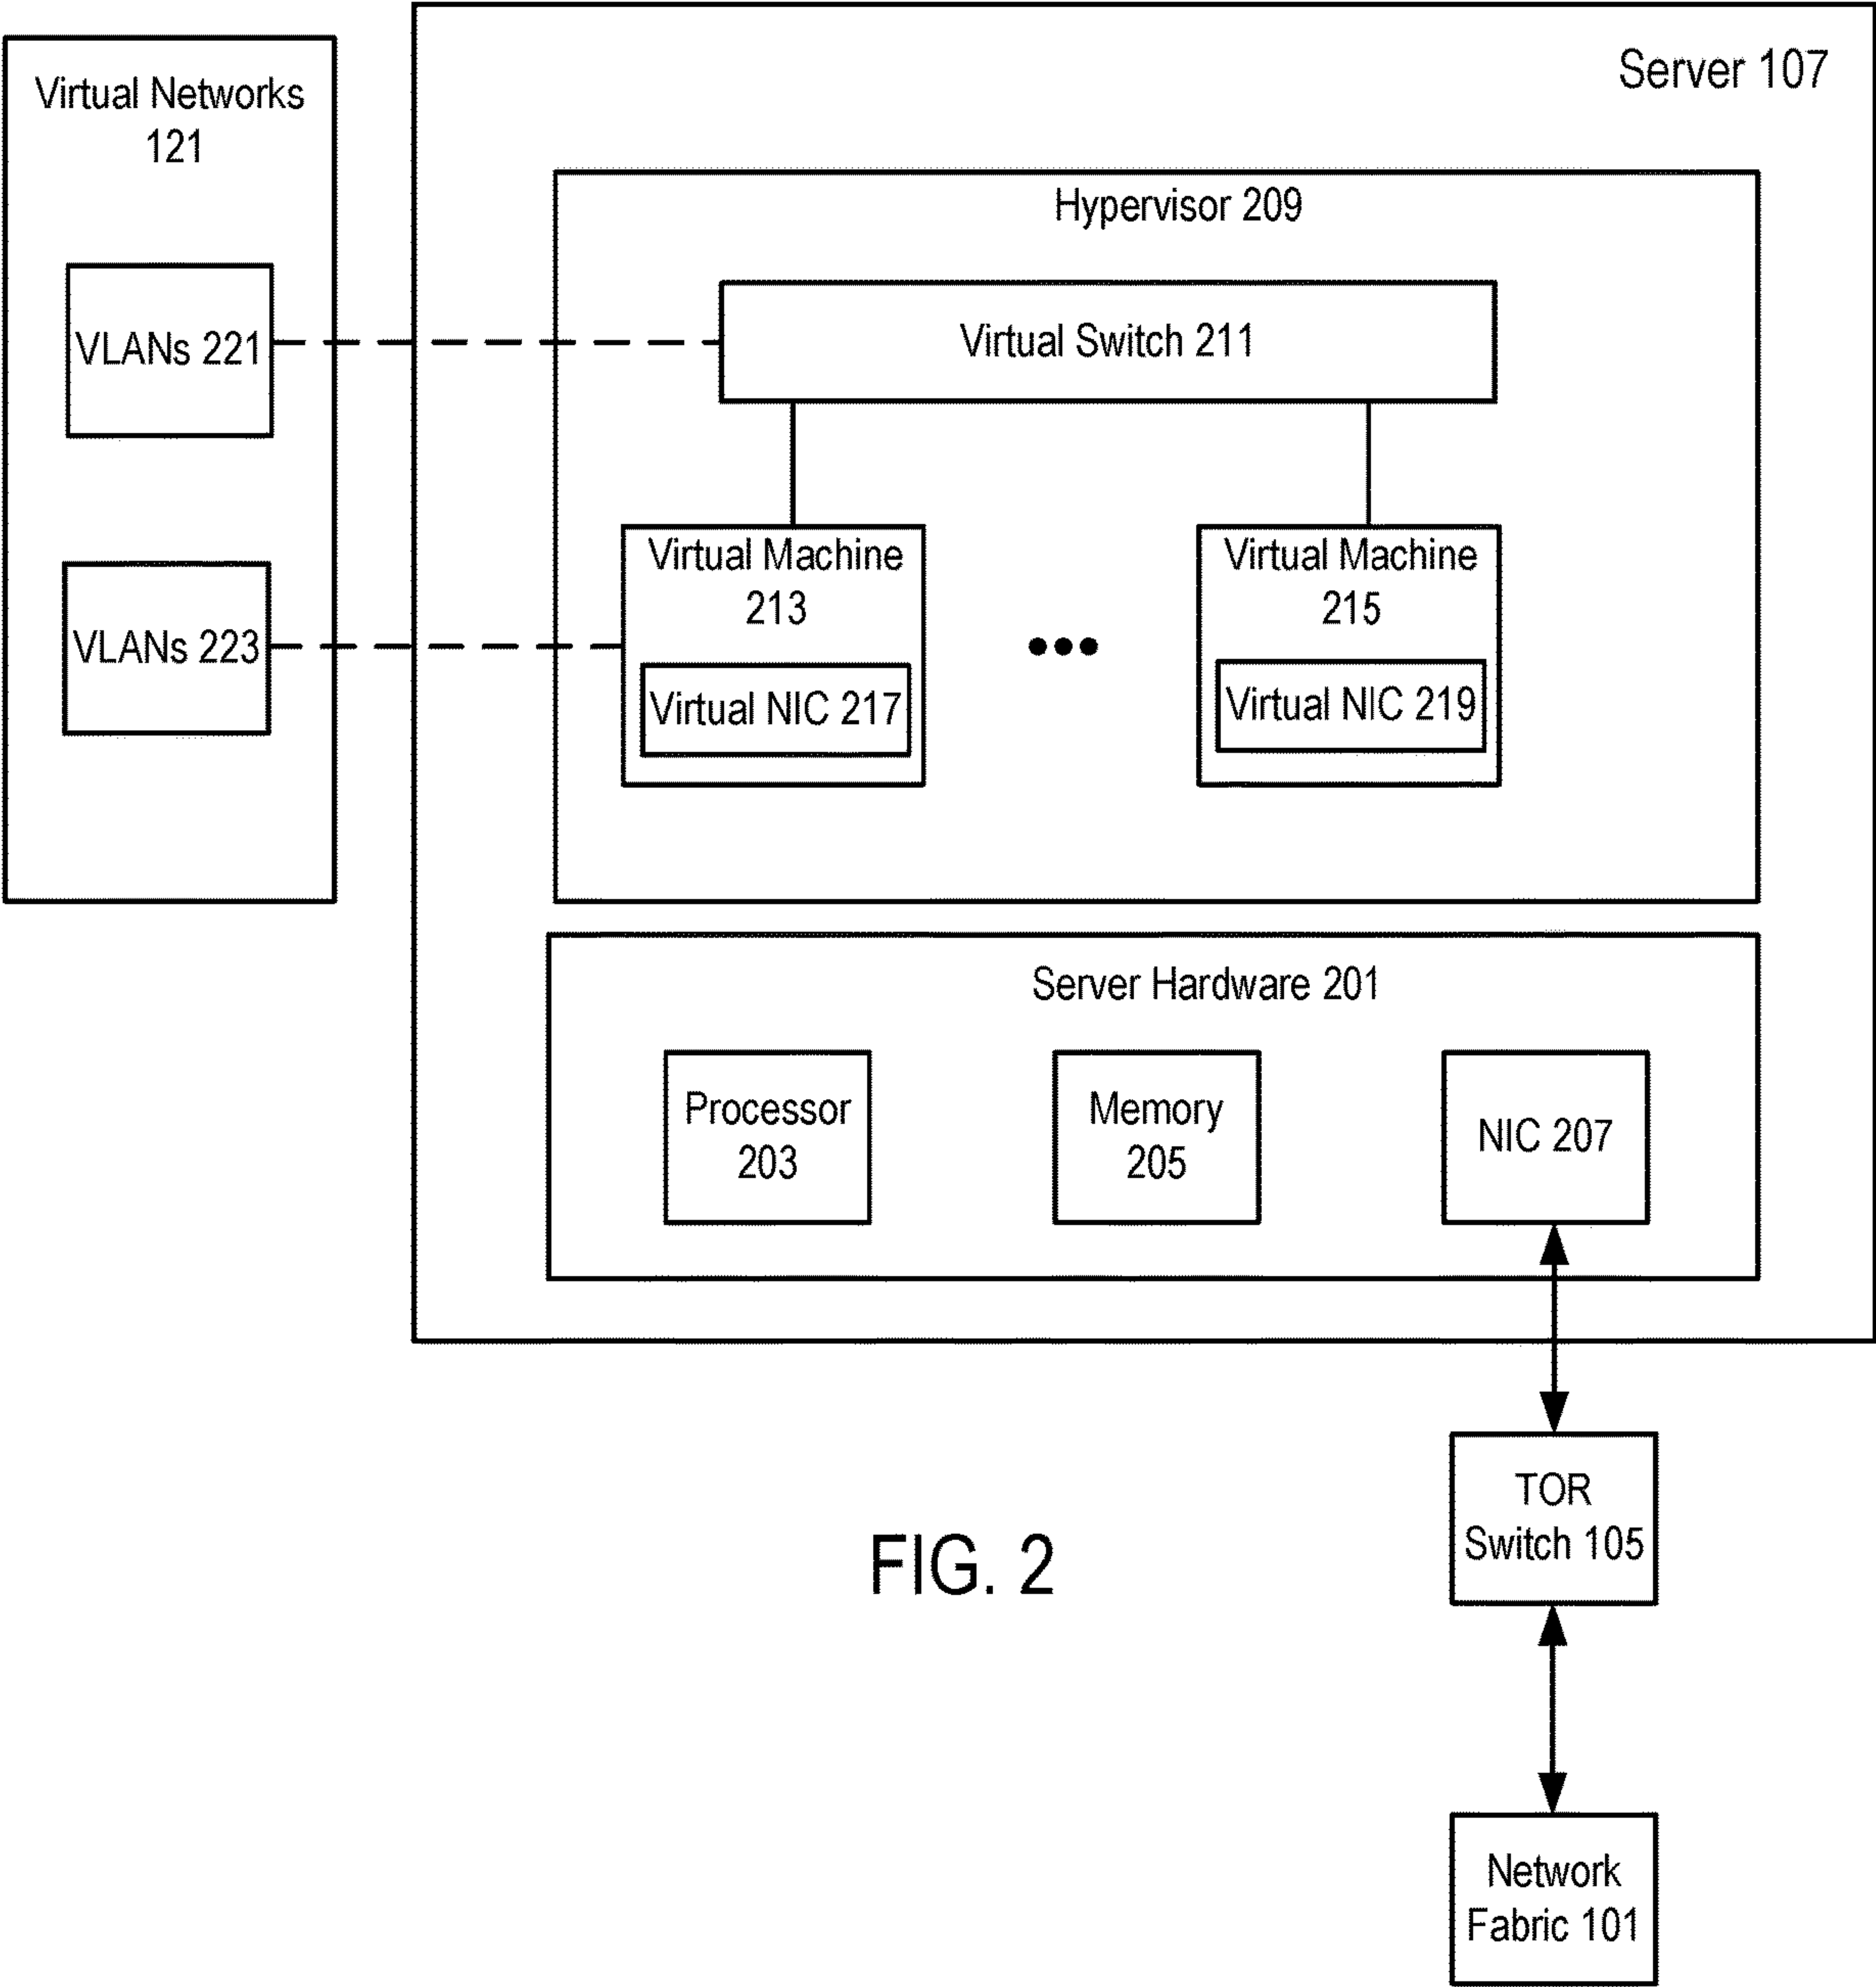 Server 107
Virtual Networks
121
Hypervisor 209
VLANs 221
Virtual Switch 211
VLANs 223
Virtual Machine
213
Virtual NIC 217
Virtual Machine
215
Virtual NIC 219
Server Hardware 201
Processor
203
Memory
205
NIC 207
TOR
Switch 105
FIG. 2
Network
Fabric 101